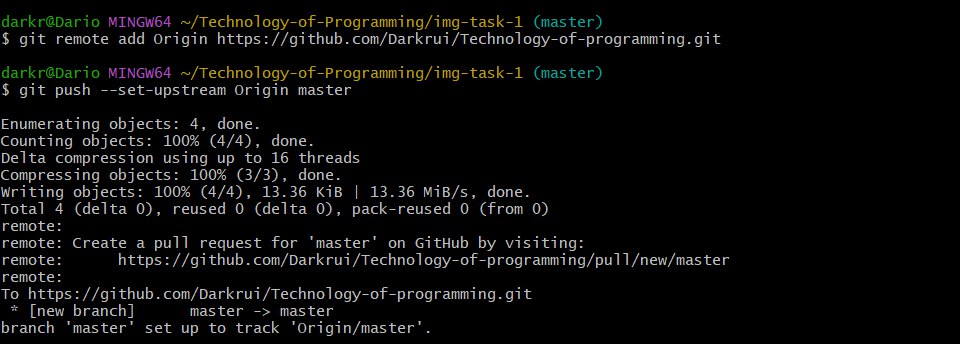 darkr@Dario MINGW64 ~/Technology-of-Programming/img-task-1 (master)
$ git remote add Origin https://github.com/Darkrui/Technology-of-programming.git
darkr@Dario MINGW64 ~/Technology-of-Programming/img-task-1 (master)
$ git push --set-upstream Origin master
Enumerating objects: 4, done.
Counting objects: 100% (4/4), done.
Delta compression using up to 16 threads
Compressing objects: 100% (3/3), done.
Writing objects: 100% (4/4), 13.36 KiB | 13.36 MiB/s, done.
Total 4 (delta 0), reused 0 (delta 0), pack-reused 0 (from 0)
remote:
remote: Create a pull request for 'master' on GitHub by visiting:
remote:      https://github.com/Darkrui/Technology-of-programming/pull/new/master
remote:
To https://github.com/Darkrui/Technology-of-programming.git
 * [new branch]      master -> master
branch 'master' set up to track 'Origin/master'.